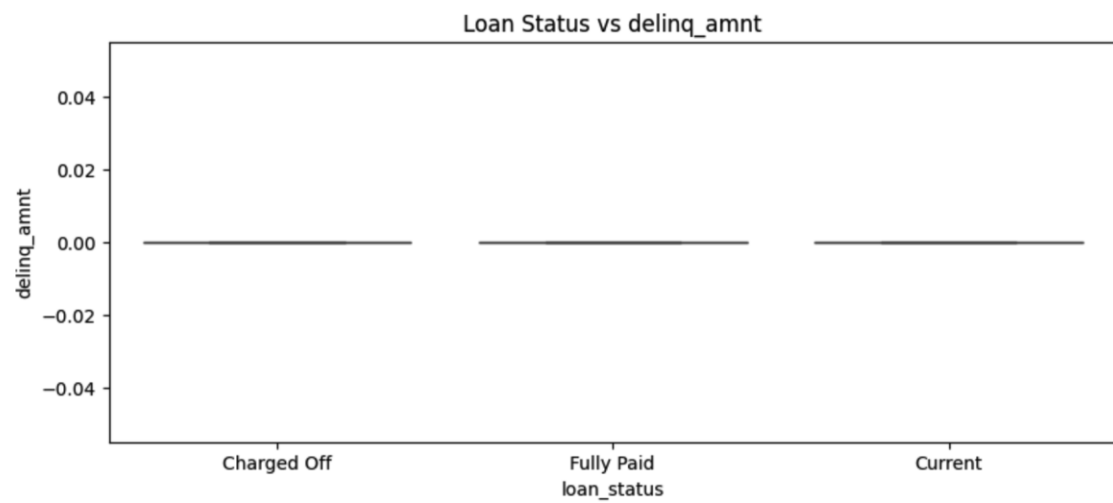 Loan Status vs delinq_amnt
0.04
0.02
0.00
−0.02
−0.04
delinq_amnt
Charged Off Fully Paid Current
loan_status